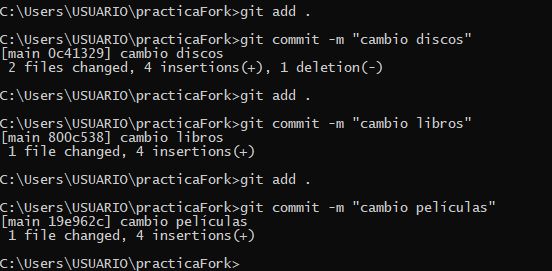 C:\Users\USUARIO\practicaFork>git add .
C:\Users\USUARIO\practicaFork>git commit -m "cambio discos"
[main 0c41329] cambio discos
 2 files changed, 4 insertions(+), 1 deletion(-)
C:\Users\USUARIO\practicaFork>git add .
C:\Users\USUARIO\practicaFork>git commit -m "cambio libros"
[main 800c538] cambio libros
 1 file changed, 4 insertions(+)
C:\Users\USUARIO\practicaFork>git add .
C:\Users\USUARIO\practicaFork>git commit -m "cambio películas"
[main 19e962c] cambio películas
 1 file changed, 4 insertions(+)
C:\Users\USUARIO\practicaFork>